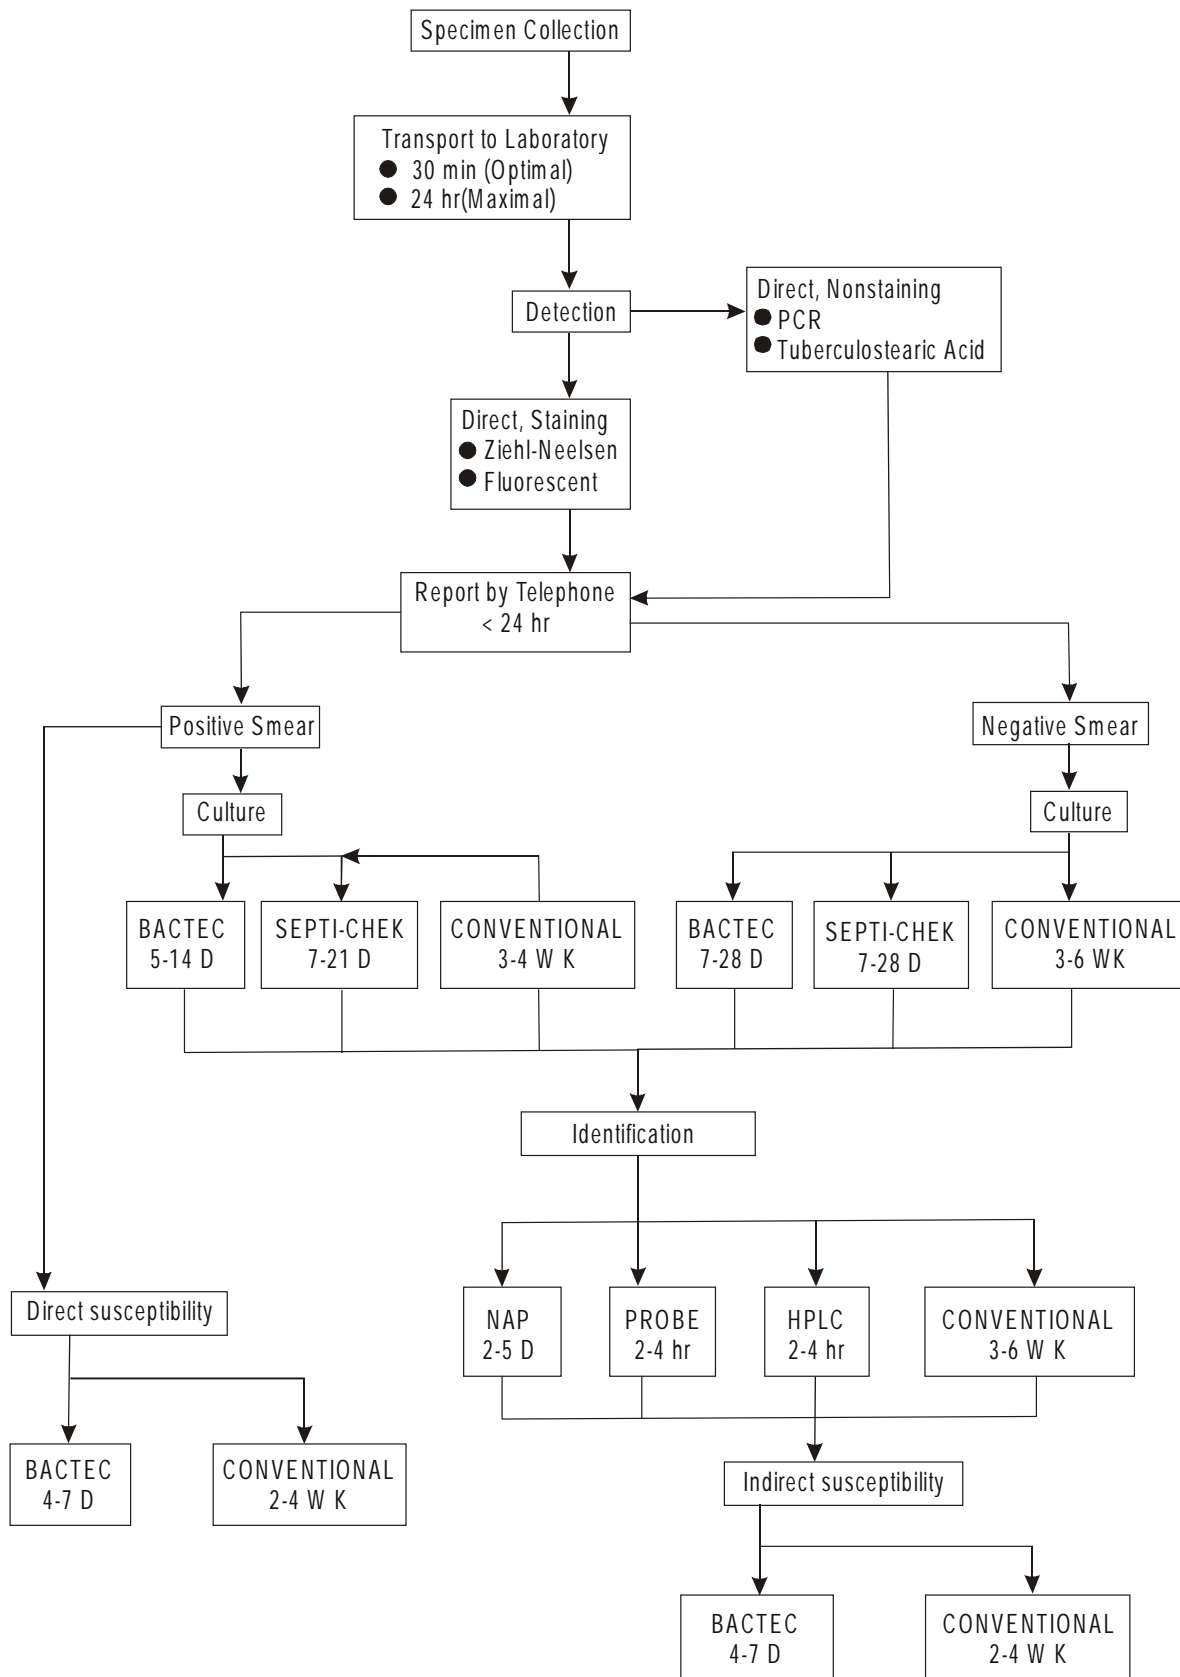 Specimen Collection
Transport to Laboratory
● 30 min (Optimal)
● 24 hr(Maximal)
Detection
Direct, Nonstaining
● PCR
● Tuberculostearic Acid
Direct, Staining
● Ziehl-Neelsen
● Fluorescent
Report by Telephone
< 24 hr
Positive Smear
Negative Smear
Culture
Culture
BACTEC
5-14 D
SEPTI-CHEK
7-21 D
CONVENTIONAL
3-4 W K
BACTEC
7-28 D
SEPTI-CHEK
7-28 D
CONVENTIONAL
3-6 WK
Identification
NAP
2-5 D
PROBE
2-4 hr
HPLC
2-4 hr
CONVENTIONAL
3-6 W K
Direct susceptibility
BACTEC
4-7 D
CONVENTIONAL
2-4 W K
Indirect susceptibility
BACTEC
4-7 D
CONVENTIONAL
2-4 W K